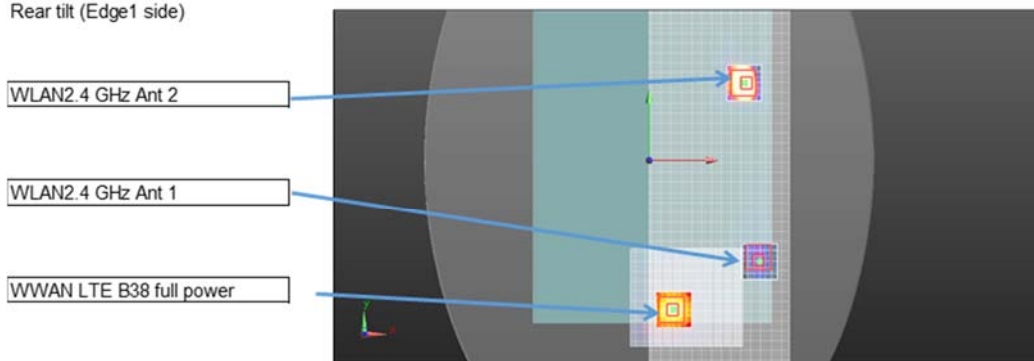 Rear tilt (Edge1 side)
WLAN2.4 GHz Ant 2
WLAN2.4 GHz Ant 1
WWAN LTE B38 full power